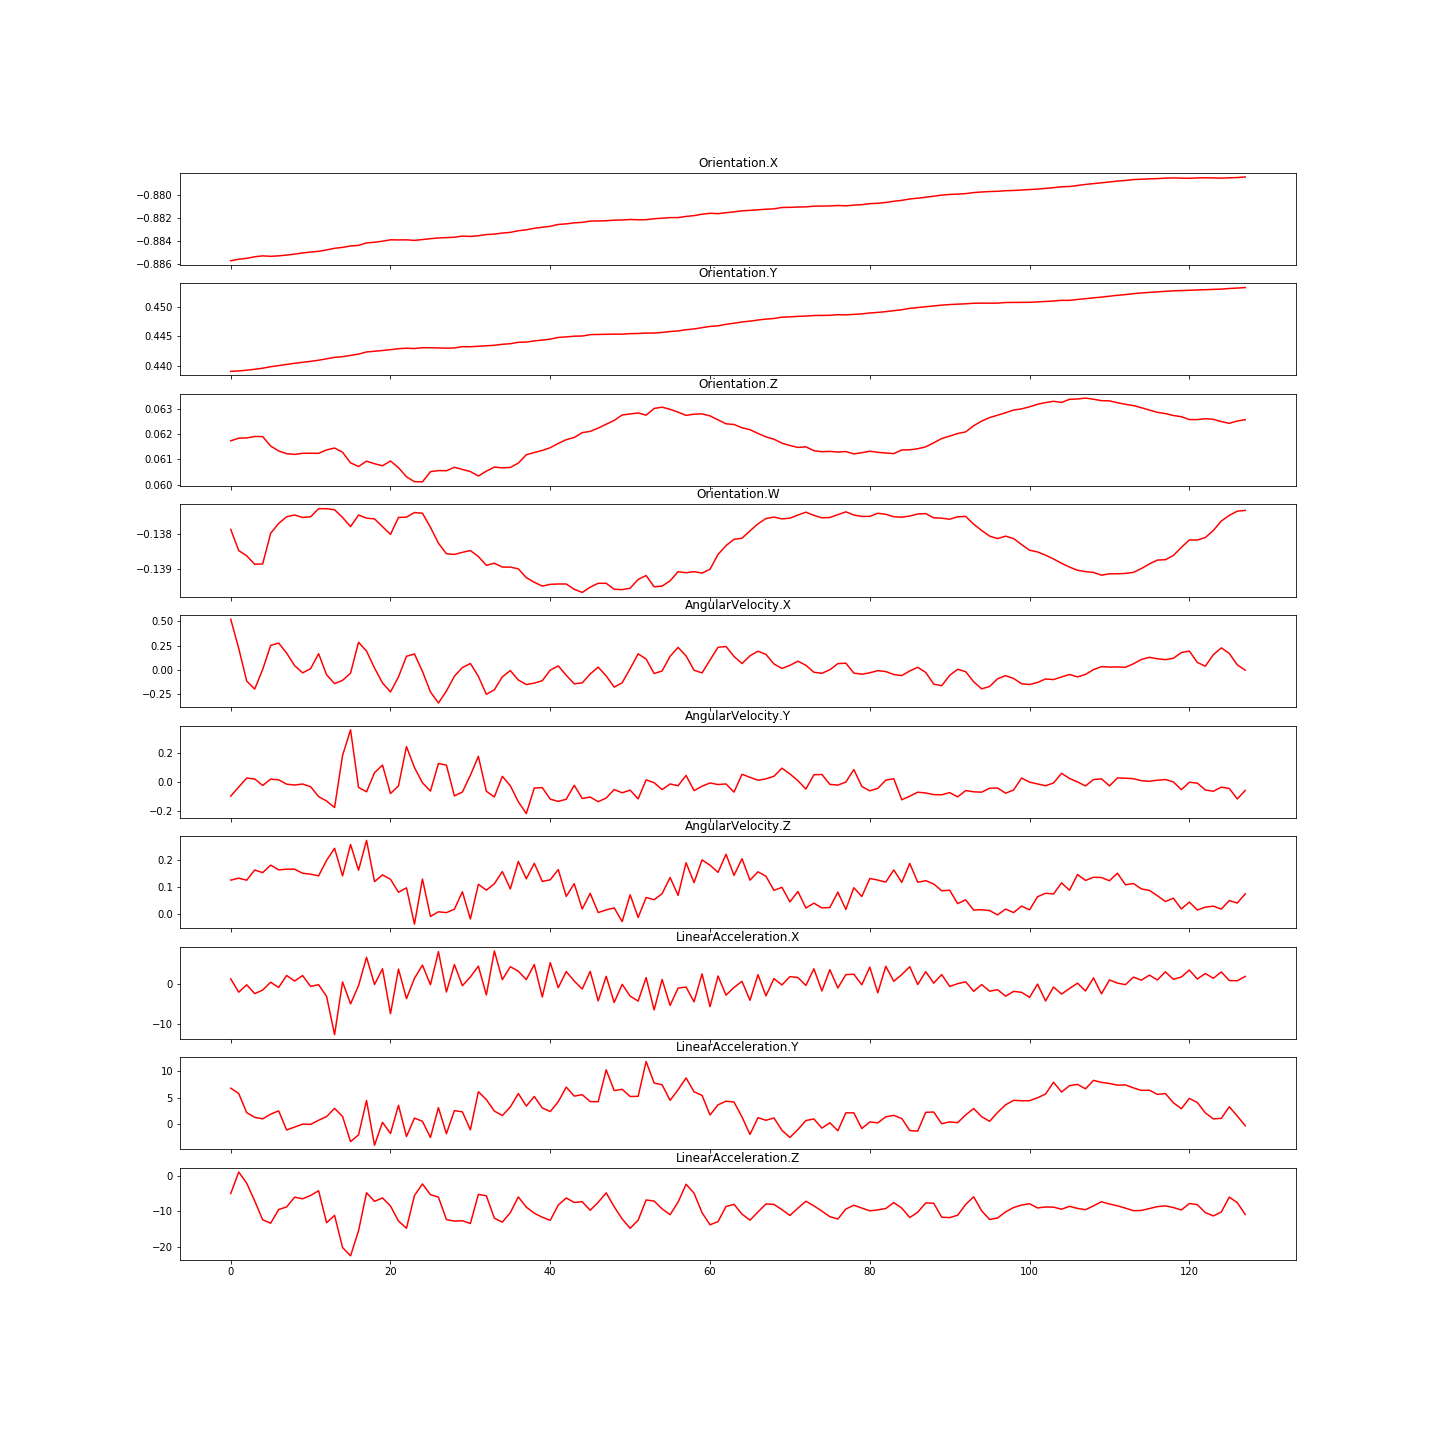 Orientation.X
−0.880
−0.882
−0.884
−0.886
Orientation.Y
0.450
0.445
0.440
Orientation.Z
0.063
0.062
0.061
0.060
Orientation.W
−0.138
−0.139
AngularVelocity.X
0.50
0.25
0.00
−0.25
AngularVelocity.Y
0.2
0.0
−0.2
AngularVelocity.Z
0.2
0.1
0.0
LinearAcceleration.X
0
−10
LinearAcceleration.Y
10
5
0
LinearAcceleration.Z
0
−10
−20
0 20 40 60 80 100 120